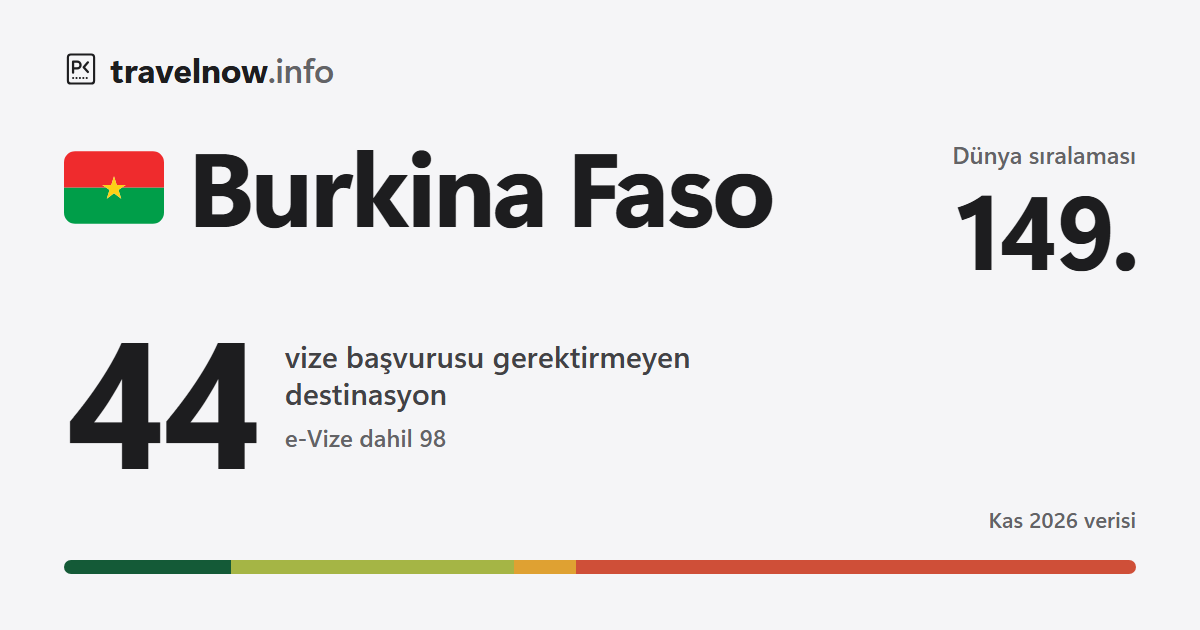 travelnow.info
Burkina Faso
Dünya sıralaması
149.
44
vize başvurusu gerektirmeyen
destinasyon
e-Vize dahil 98
Kas 2026 verisi